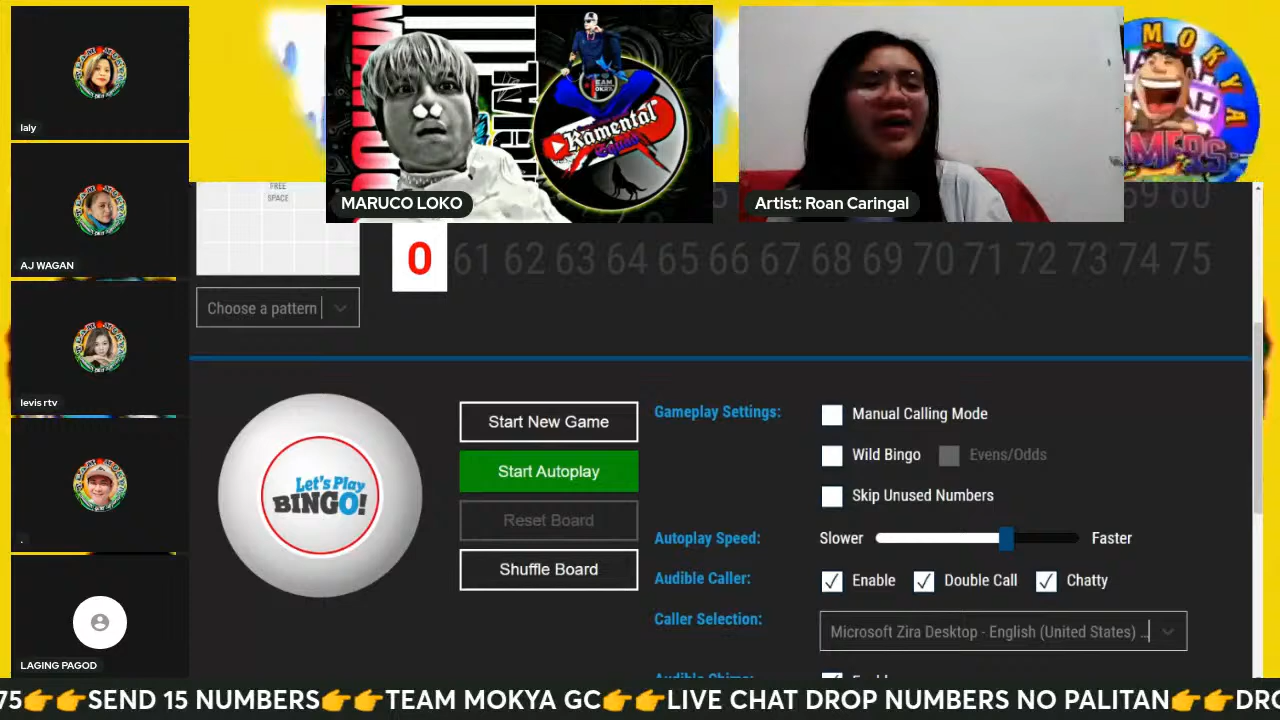 laly
AJ WAGAN
levis rtv
.
LAGING PAGOD
MARUCO LOKO
Kamental
Artist: Roan Caringal
MOKYA
FREE
SPACE
69 60
0 61 62 63 64 65 66 67 68 69 70 71 72 73 74 75
Choose a pattern
Let's Play
BINGO!
Start New Game
Start Autoplay
Reset Board
Shuffle Board
Gameplay Settings:
Manual Calling Mode
Wild Bingo
Evens/Odds
Skip Unused Numbers
Autoplay Speed:
Slower
Faster
Audible Caller:
Enable
Double Call
Chatty
Caller Selection:
Microsoft Zira Desktop - English (United States) ...
75👉👉SEND 15 NUMBERS👉👉TEAM MOKYA GC👉👉LIVE CHAT DROP NUMBERS NO PALITAN👉👉DRO